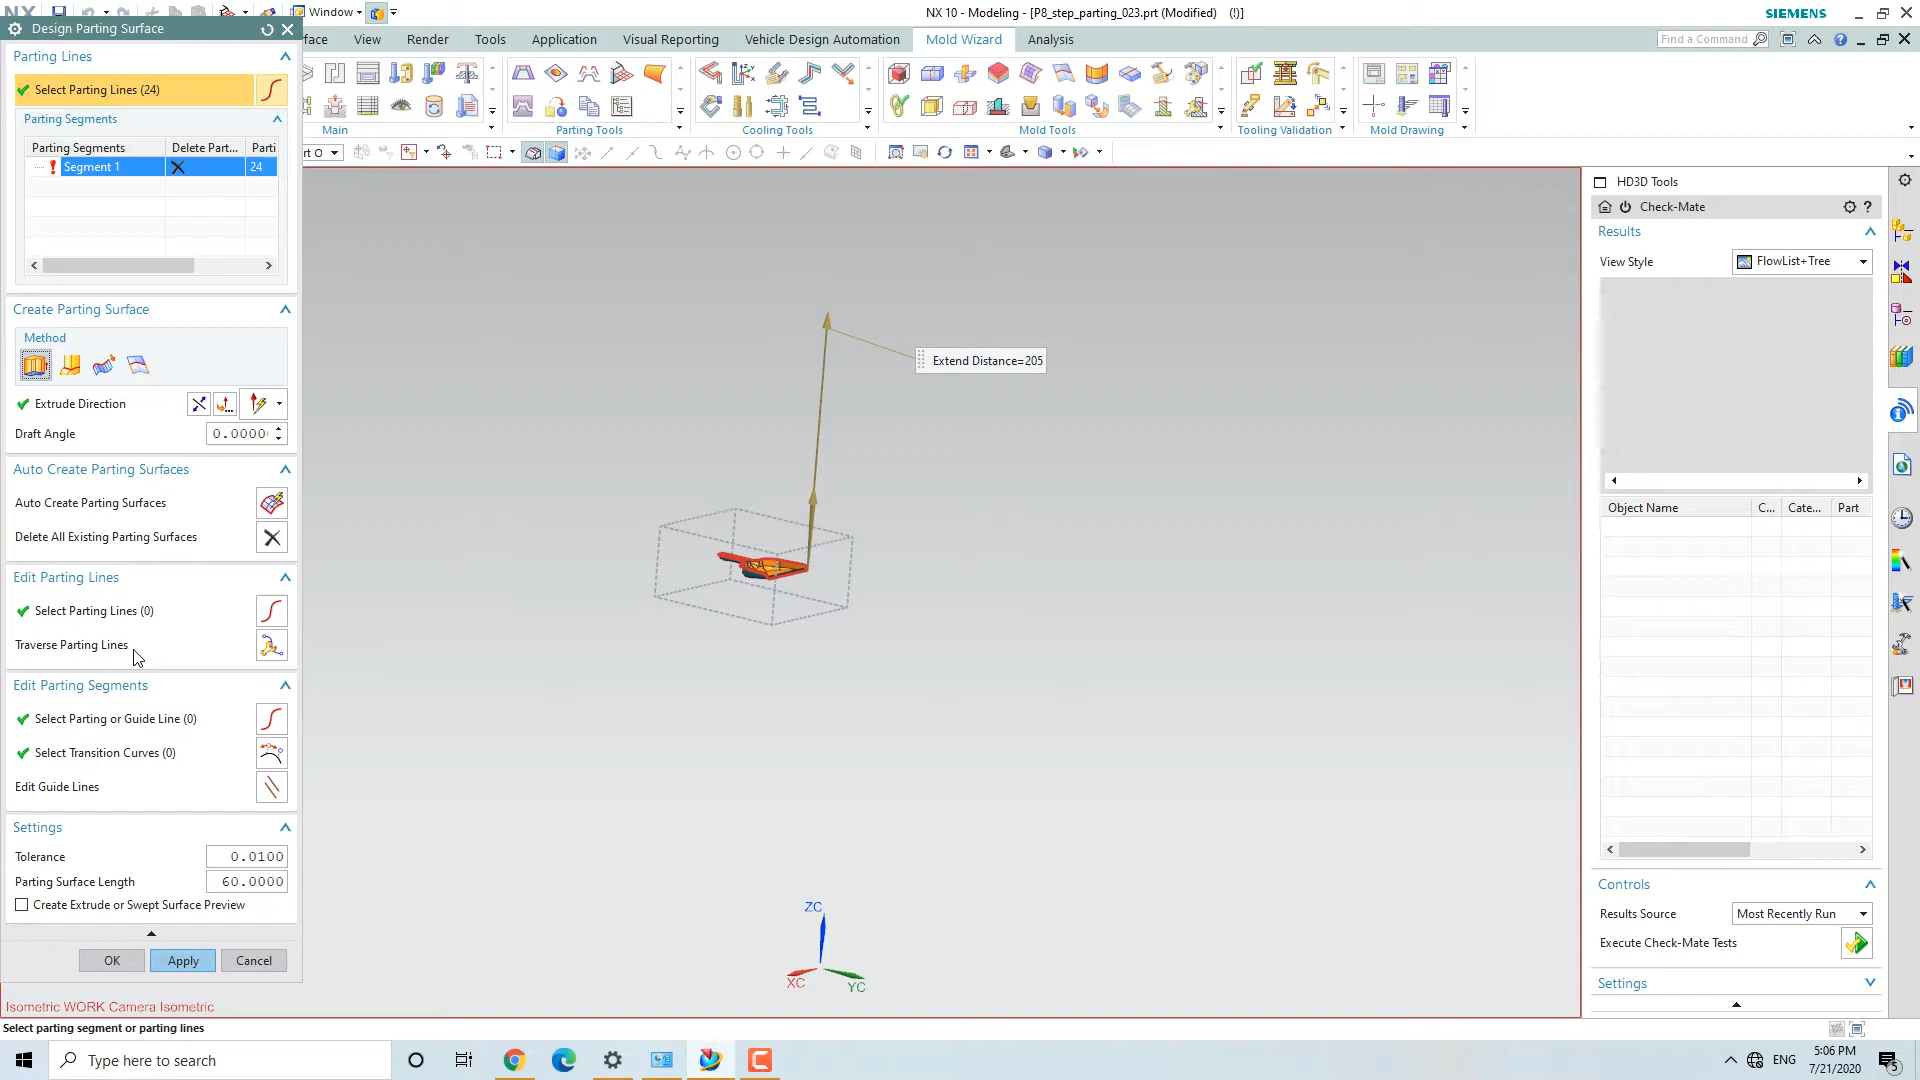 NX
Window
NX 10 - Modeling - [P8_step_parting_023.prt (Modified) (!)]
SIEMENS
Design Parting Surface
face
View
Render
Tools
Application
Visual Reporting
Vehicle Design Automation
Mold Wizard
Analysis
Find a Command
Parting Lines
Select Parting Lines (24)
Parting Segments
Parting Segments
Delete Part...
Parti
Segment 1
24
Main
Parting Tools
Cooling Tools
Mold Tools
Tooling Validation
Mold Drawing
rt O
Create Parting Surface
Method
Extrude Direction
Draft Angle
0.0000
Auto Create Parting Surfaces
Auto Create Parting Surfaces
Delete All Existing Parting Surfaces
Edit Parting Lines
Select Parting Lines (0)
Traverse Parting Lines
Edit Parting Segments
Select Parting or Guide Line (0)
Select Transition Curves (0)
Edit Guide Lines
Settings
Tolerance
0.0100
Parting Surface Length
60.0000
Create Extrude or Swept Surface Preview
OK
Apply
Cancel
Extend Distance=205
ZC
XC
YC
Isometric WORK Camera Isometric
Select parting segment or parting lines
HD3D Tools
Check-Mate
Results
View Style
FlowList+Tree
Object Name
C...
Cate...
Part
Controls
Results Source
Most Recently Run
Execute Check-Mate Tests
Settings
Type here to search
ENG
5:06 PM
7/21/2020
5